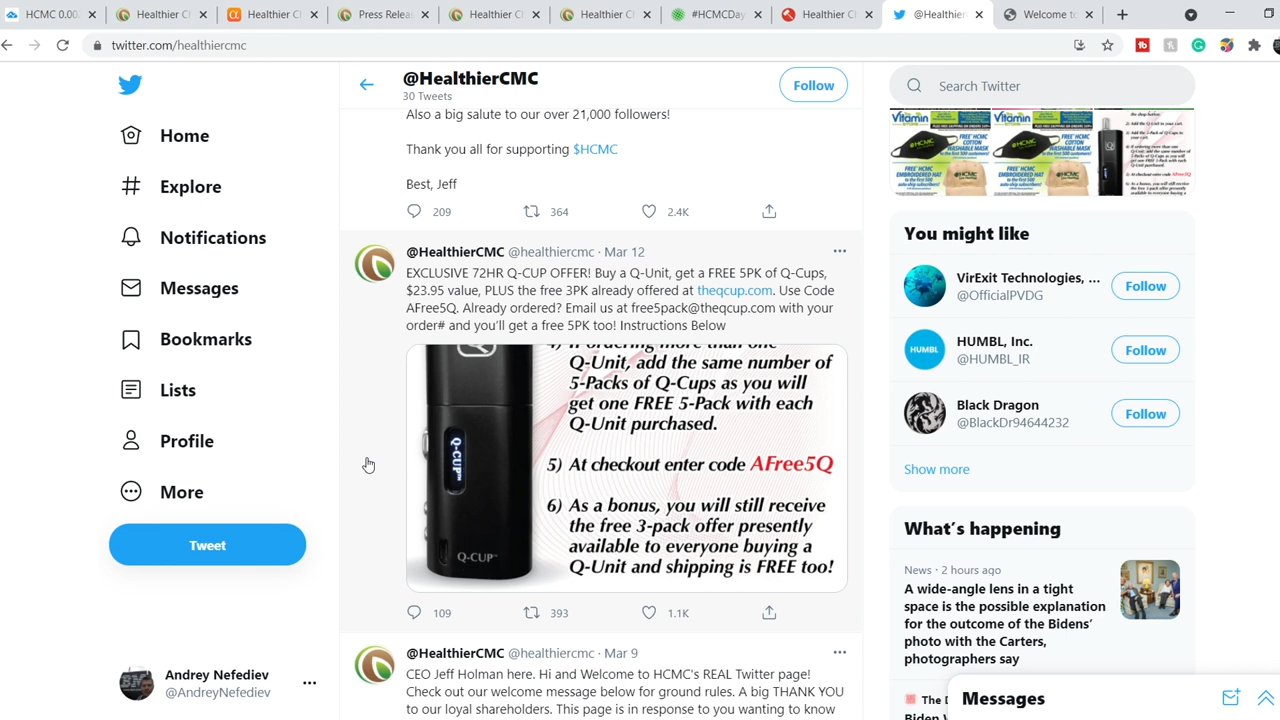 HCMC 0.00
Healthier C
Healthier C
Press Relea
Healthier C
Healthier C
#HCMCDay
Healthier C
@Healthier
Welcome to
twitter.com/healthiercmc
@HealthierCMC
30 Tweets
Follow
Search Twitter
Home
Explore
Notifications
Messages
Bookmarks
Lists
Profile
More
Tweet
Andrey Nefediev
@AndreyNefediev
Also a big salute to our over 21,000 followers!
Thank you all for supporting $HCMC
Best, Jeff
209
364
2.4K
@HealthierCMC @healthiercmc · Mar 12
EXCLUSIVE 72HR Q-CUP OFFER! Buy a Q-Unit, get a FREE 5PK of Q-Cups,
$23.95 value, PLUS the free 3PK already offered at theqcup.com. Use Code
AFree5Q. Already ordered? Email us at free5pack@theqcup.com with your
order# and you'll get a free 5PK too! Instructions Below
4) If ordering more than one
Q-Unit, add the same number of
5-Packs of Q-Cups as you will
get one FREE 5-Pack with each
Q-Unit purchased.
5) At checkout enter code AFree5Q
6) As a bonus, you will still receive
the free 3-pack offer presently
available to everyone buying a
Q-Unit and shipping is FREE too!
Q-CUP™
Q-CUP™
109
393
1.1K
@HealthierCMC @healthiercmc · Mar 9
CEO Jeff Holman here. Hi and Welcome to HCMC's REAL Twitter page!
Check out our welcome message below for ground rules. A big THANK YOU
to our loyal shareholders. This page is in response to you wanting to know
You might like
VirExit Technologies, ...
@OfficialPVDG
Follow
HUMBL
HUMBL, Inc.
@HUMBL_IR
Follow
Black Dragon
@BlackDr94644232
Follow
Show more
What's happening
News · 2 hours ago
A wide-angle lens in a tight
space is the possible explanation
for the outcome of the Bidens'
photo with the Carters,
photographers say
The D
Biden W
Messages